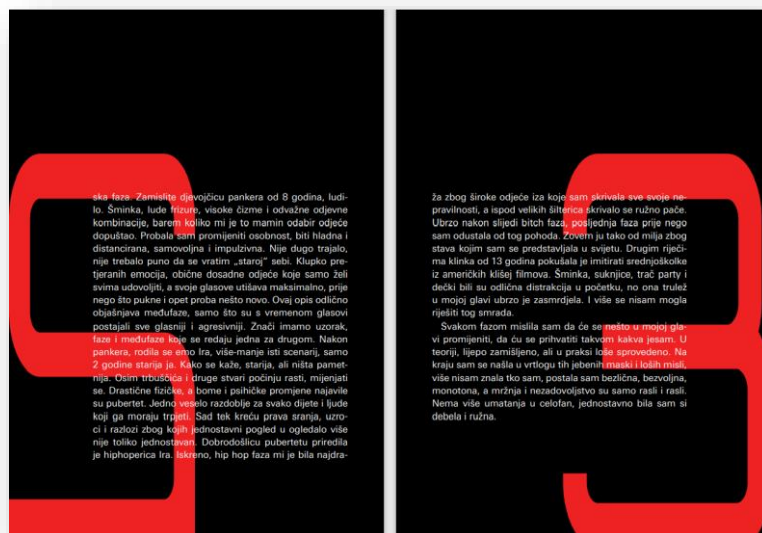 ska faza. Zamislite djevojčicu pankera od 8 godina, ludi-
lo. Šminka, lude frizure, visoke čizme i odvažne odjevne
kombinacije, barem koliko mi je to mamin odabir odjeće
dopuštao. Probala sam promijeniti osobnost, biti hladna i
distancirana, samovoljna i impulzivna. Nije dugo trajalo,
nije trebalo puno da se vratim „staroj” sebi. Klupko pre-
tjeranih emocija, obične dosadne odjeće koje samo želi
svima udovoljiti, a svoje glasove utišava maksimalno, prije
nego što pukne i opet proba nešto novo. Ovaj opis odlično
objašnjava međufaze, samo što su s vremenom glasovi
postajali sve glasniji i agresivniji. Znači imamo uzorak,
faze i međufaze koje se redaju jedna za drugom. Nakon
pankera, rodila se emo Ira, više-manje isti scenarij, samo
2 godine starija ja. Kako se kaže, starija, ali ništa pamet-
nija. Osim trbuščića i druge stvari počinju rasti, mijenjati
se. Drastične fizičke, a bome i psihičke promjene najavile
su pubertet. Jedno veselo razdoblje za svako dijete i ljude
koji ga moraju trpjeti. Sad tek kreću prava sranja, uzro-
ci i razlozi zbog kojih jednostavni pogled u ogledalo više
nije toliko jednostavan. Dobrodošlicu pubertetu priredila
je hiphoperica Ira. Iskreno, hip hop faza mi je bila najdra-
ža zbog široke odjeće iza koje sam skrivala sve svoje ne-
pravilnosti, a ispod velikih šilterica skrivalo se ružno pače.
Ubrzo nakon slijedi bitch faza, posljednja faza prije nego
sam odustala od tog pohoda. Zovem ju tako od milja zbog
stava kojim sam se predstavljala u svijetu. Drugim riječi-
ma klinka od 13 godina pokušala je imitirati srednjoškolke
iz američkih klišej filmova. Šminka, suknjice, trač party i
dečki bili su odlična distrakcija u početku, no ona trulež
u mojoj glavi ubrzo je zasmrdjela. I više se nisam mogla
riješiti tog smrada.
Svakom fazom mislila sam da će se nešto u mojoj gla-
vi promijeniti, da ću se prihvatiti takvom kakva jesam. U
teoriji, lijepo zamišljeno, ali u praksi loše sprovedeno. Na
kraju sam se našla u vrtlogu tih jebenih maski i loših misli,
više nisam znala tko sam, postala sam bezlična, bezvoljna,
monotona, a mržnja i nezadovoljstvo su samo rasli i rasli.
Nema više umatanja u celofan, jednostavno bila sam si
debela i ružna.